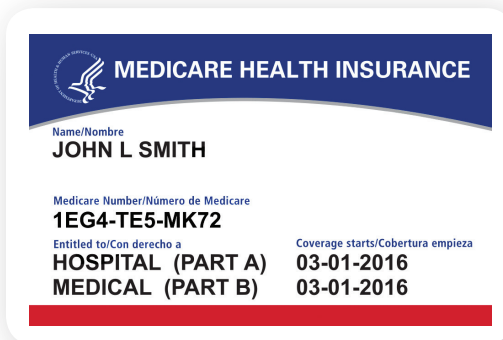 MEDICARE HEALTH INSURANCE
Name/Nombre
JOHN L SMITH
Medicare Number/Número de Medicare
1EG4-TE5-MK72
Entitled to/Con derecho a
Coverage starts/Cobertura empieza
HOSPITAL (PART A) 03-01-2016
MEDICAL (PART B) 03-01-2016